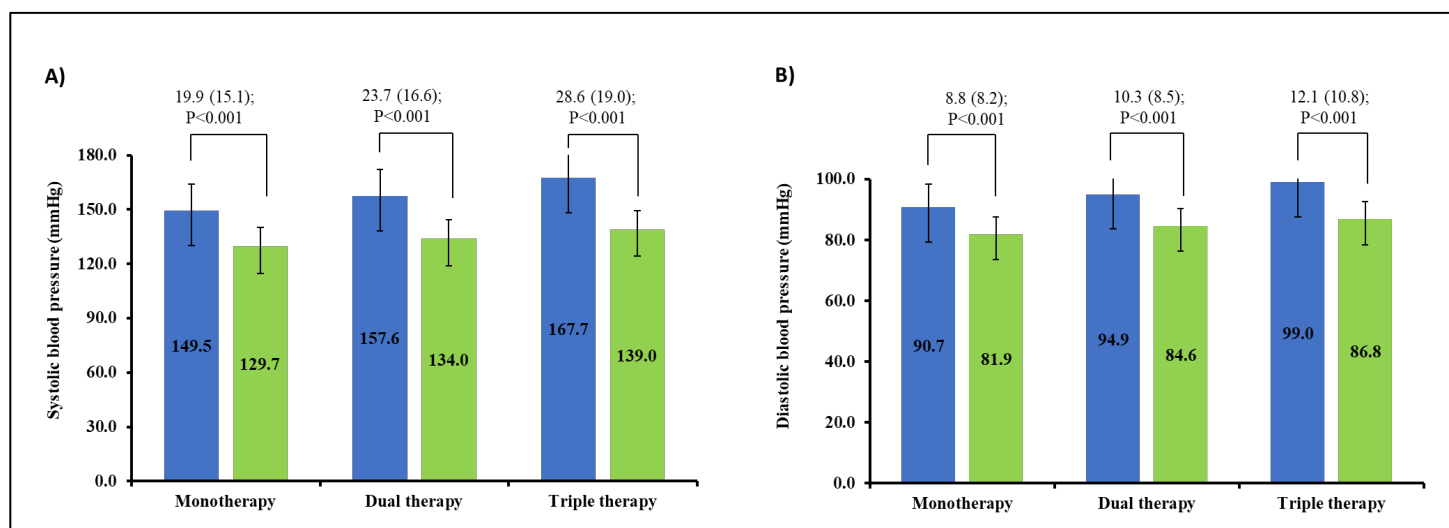 A)
19.9 (15.1);
P<0.001
23.7 (16.6);
P<0.001
28.6 (19.0);
P<0.001
Systolic blood pressure (mmHg)
180.0
150.0
120.0
90.0
60.0
30.0
0.0
149.5
129.7
157.6
134.0
167.7
139.0
Monotherapy
Dual therapy
Triple therapy
B)
8.8 (8.2);
P<0.001
10.3 (8.5);
P<0.001
12.1 (10.8);
P<0.001
Diastolic blood pressure (mmHg)
100.0
80.0
60.0
40.0
20.0
0.0
90.7
81.9
94.9
84.6
99.0
86.8
Monotherapy
Dual therapy
Triple therapy